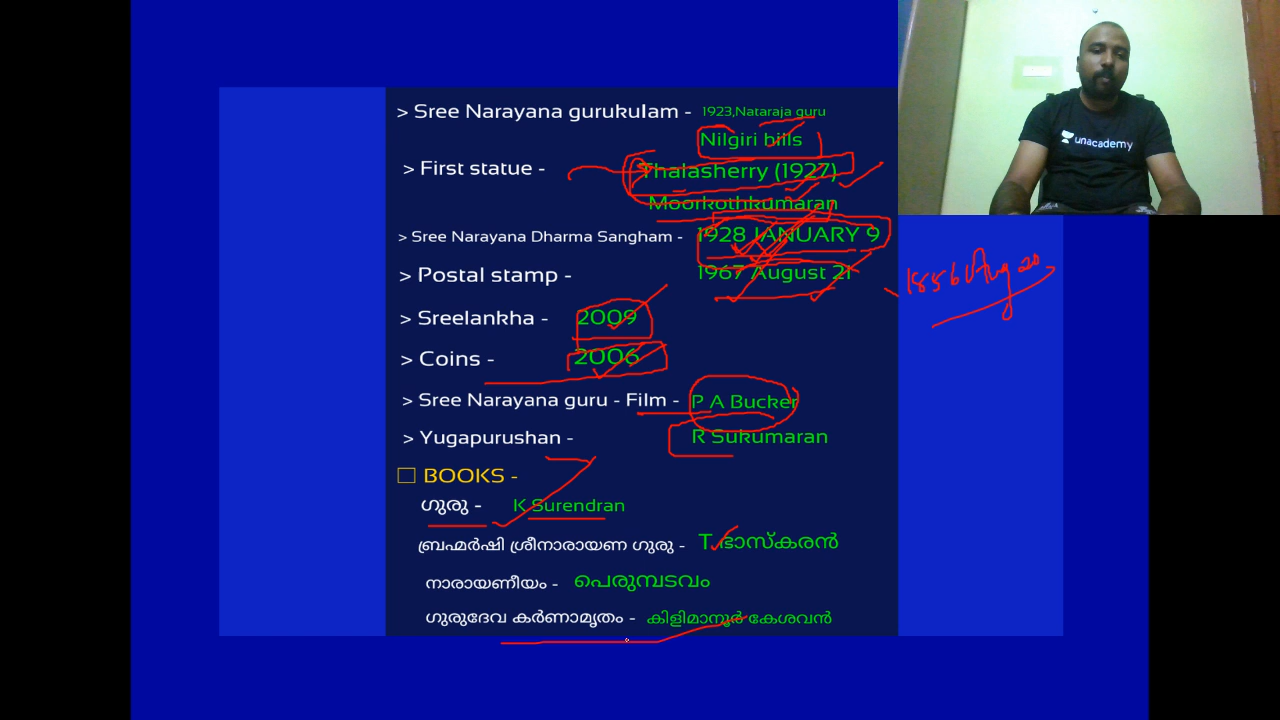 > Sree Narayana gurukulam - 1923,Nataraja guru
Nilgiri hills
> First statue - Thalasherry (1927)
Moorkothkumaran
> Sree Narayana Dharma Sangham - 1928 JANUARY 9
> Postal stamp - 1967 August 21
> Sreelankha - 2009
> Coins - 2006
> Sree Narayana guru - Film - P A Bucker
> Yugapurushan - R Sukumaran
□ BOOKS -
ഗുരു - K Surendran
ബ്രഹ്മർഷി ശ്രീനാരായണ ഗുരു - T ഭാസ്കരൻ
നാരായണീയം - പെരുമ്പടവം
ഗുരുദേവ കർണാമൃതം - കിളിമാനൂർ കേശവൻ
unacademy
1856 Aug 20